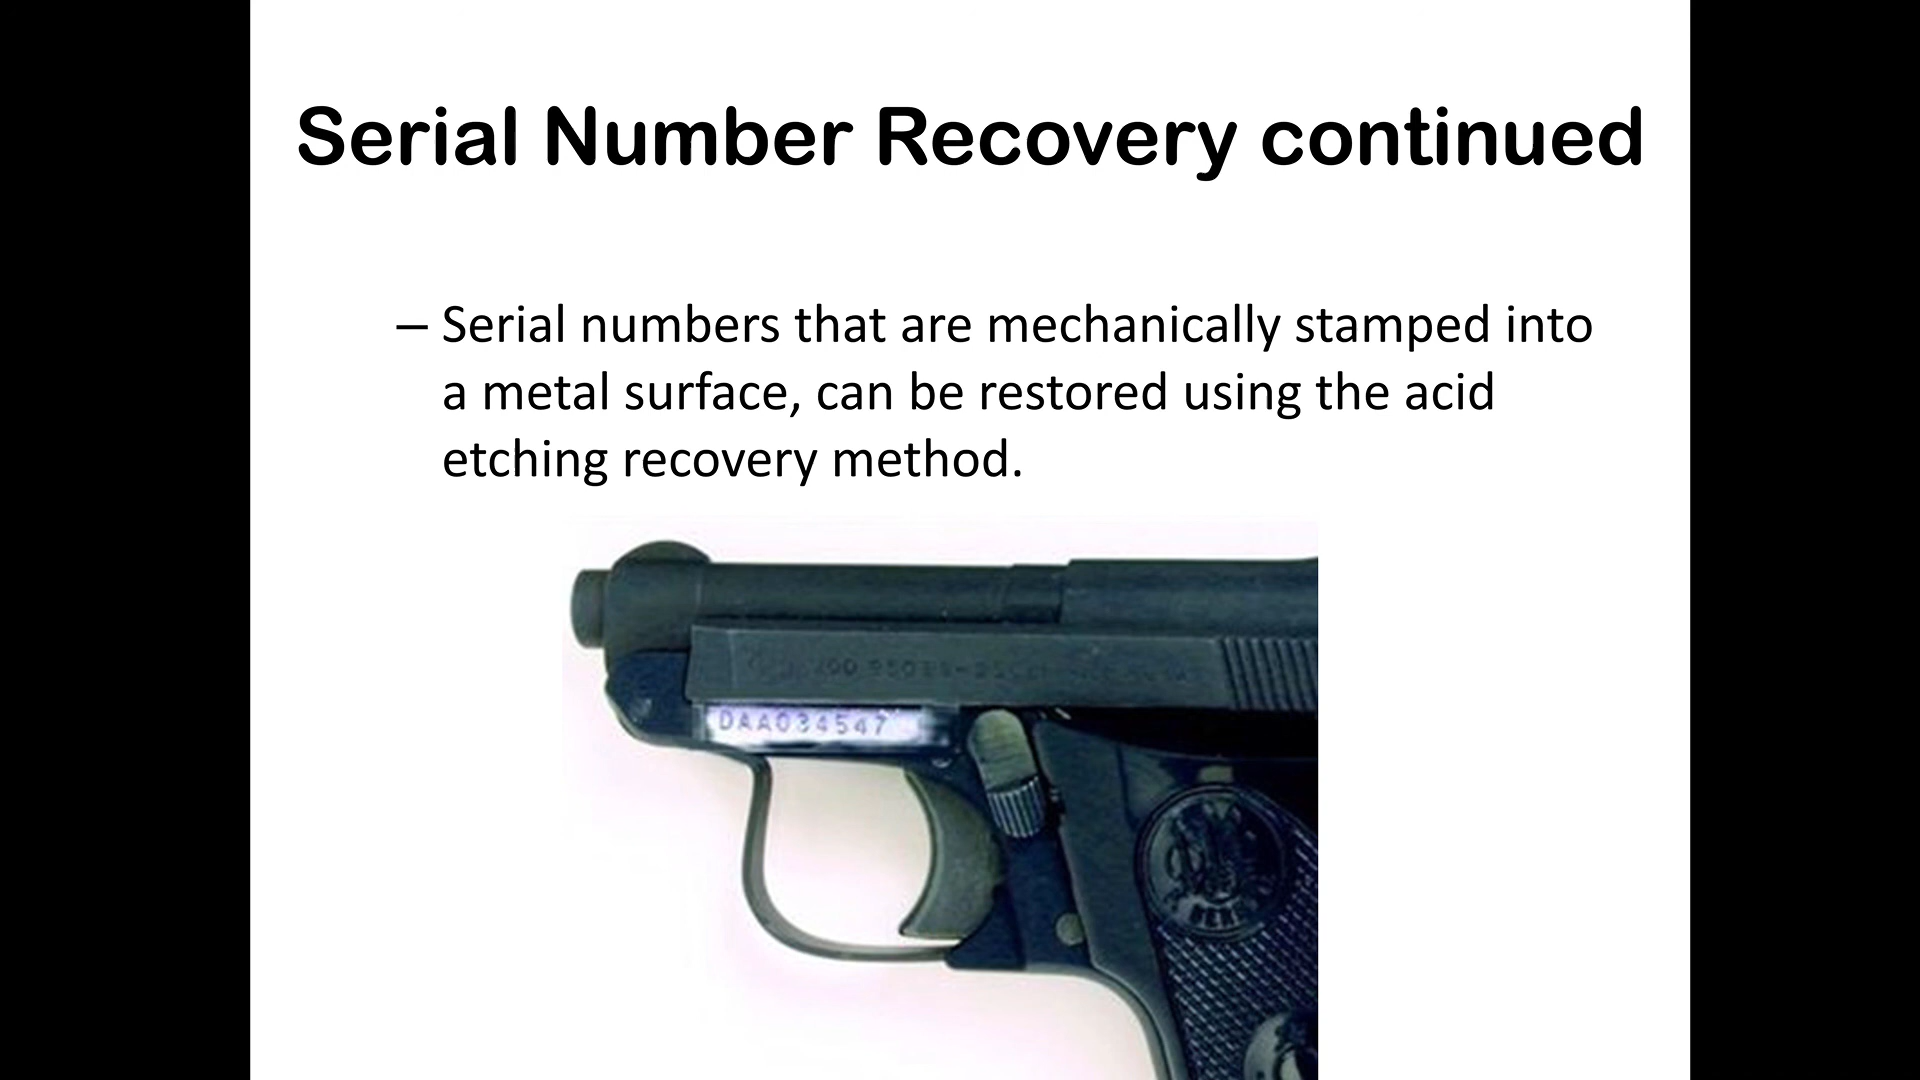 Serial Number Recovery continued
– Serial numbers that are mechanically stamped into
a metal surface, can be restored using the acid
etching recovery method.
DAA034547